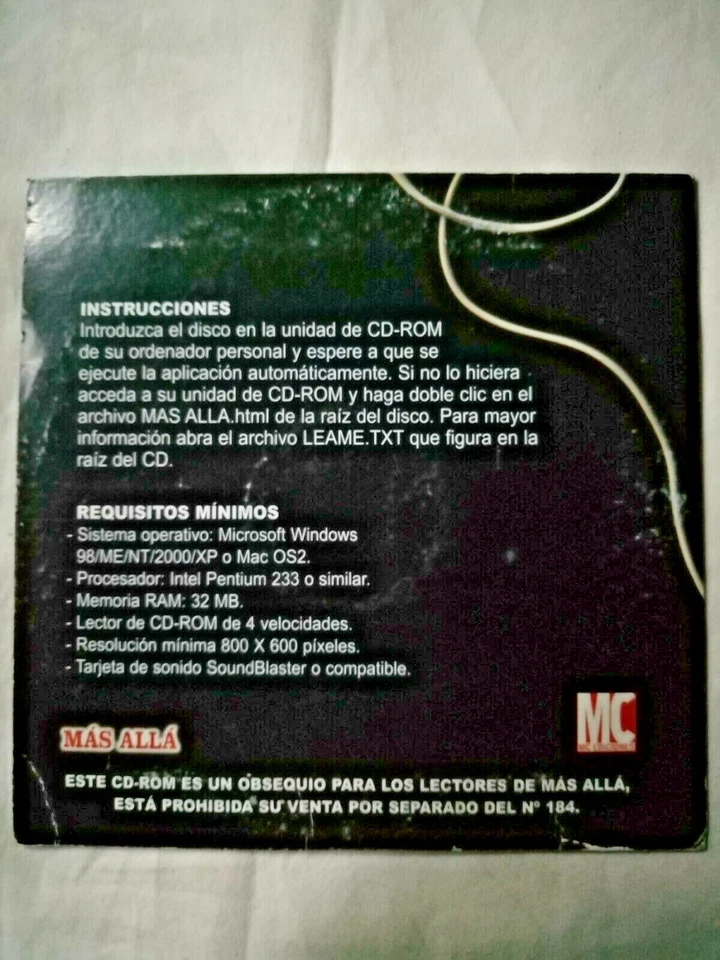 INSTRUCCIONES
Introduzca el disco en la unidad de CD-ROM
de su ordenador personal y espere a que se
ejecute la aplicación automáticamente. Si no lo hiciera
acceda a su unidad de CD-ROM y haga doble clic en el
archivo MAS ALLA.html de la raíz del disco. Para mayor
información abra el archivo LEAME.TXT que figura en la
raíz del CD.
REQUISITOS MÍNIMOS
- Sistema operativo: Microsoft Windows
98/ME/NT/2000/XP o Mac OS2.
- Procesador: Intel Pentium 233 o similar.
- Memoria RAM: 32 MB.
- Lector de CD-ROM de 4 velocidades.
- Resolución mínima 800 X 600 píxeles.
- Tarjeta de sonido SoundBlaster o compatible.
MÁS ALLÁ
MC
MC EDICIONES
ESTE CD-ROM ES UN OBSEQUIO PARA LOS LECTORES DE MÁS ALLÁ,
ESTÁ PROHIBIDA SU VENTA POR SEPARADO DEL Nº 184.